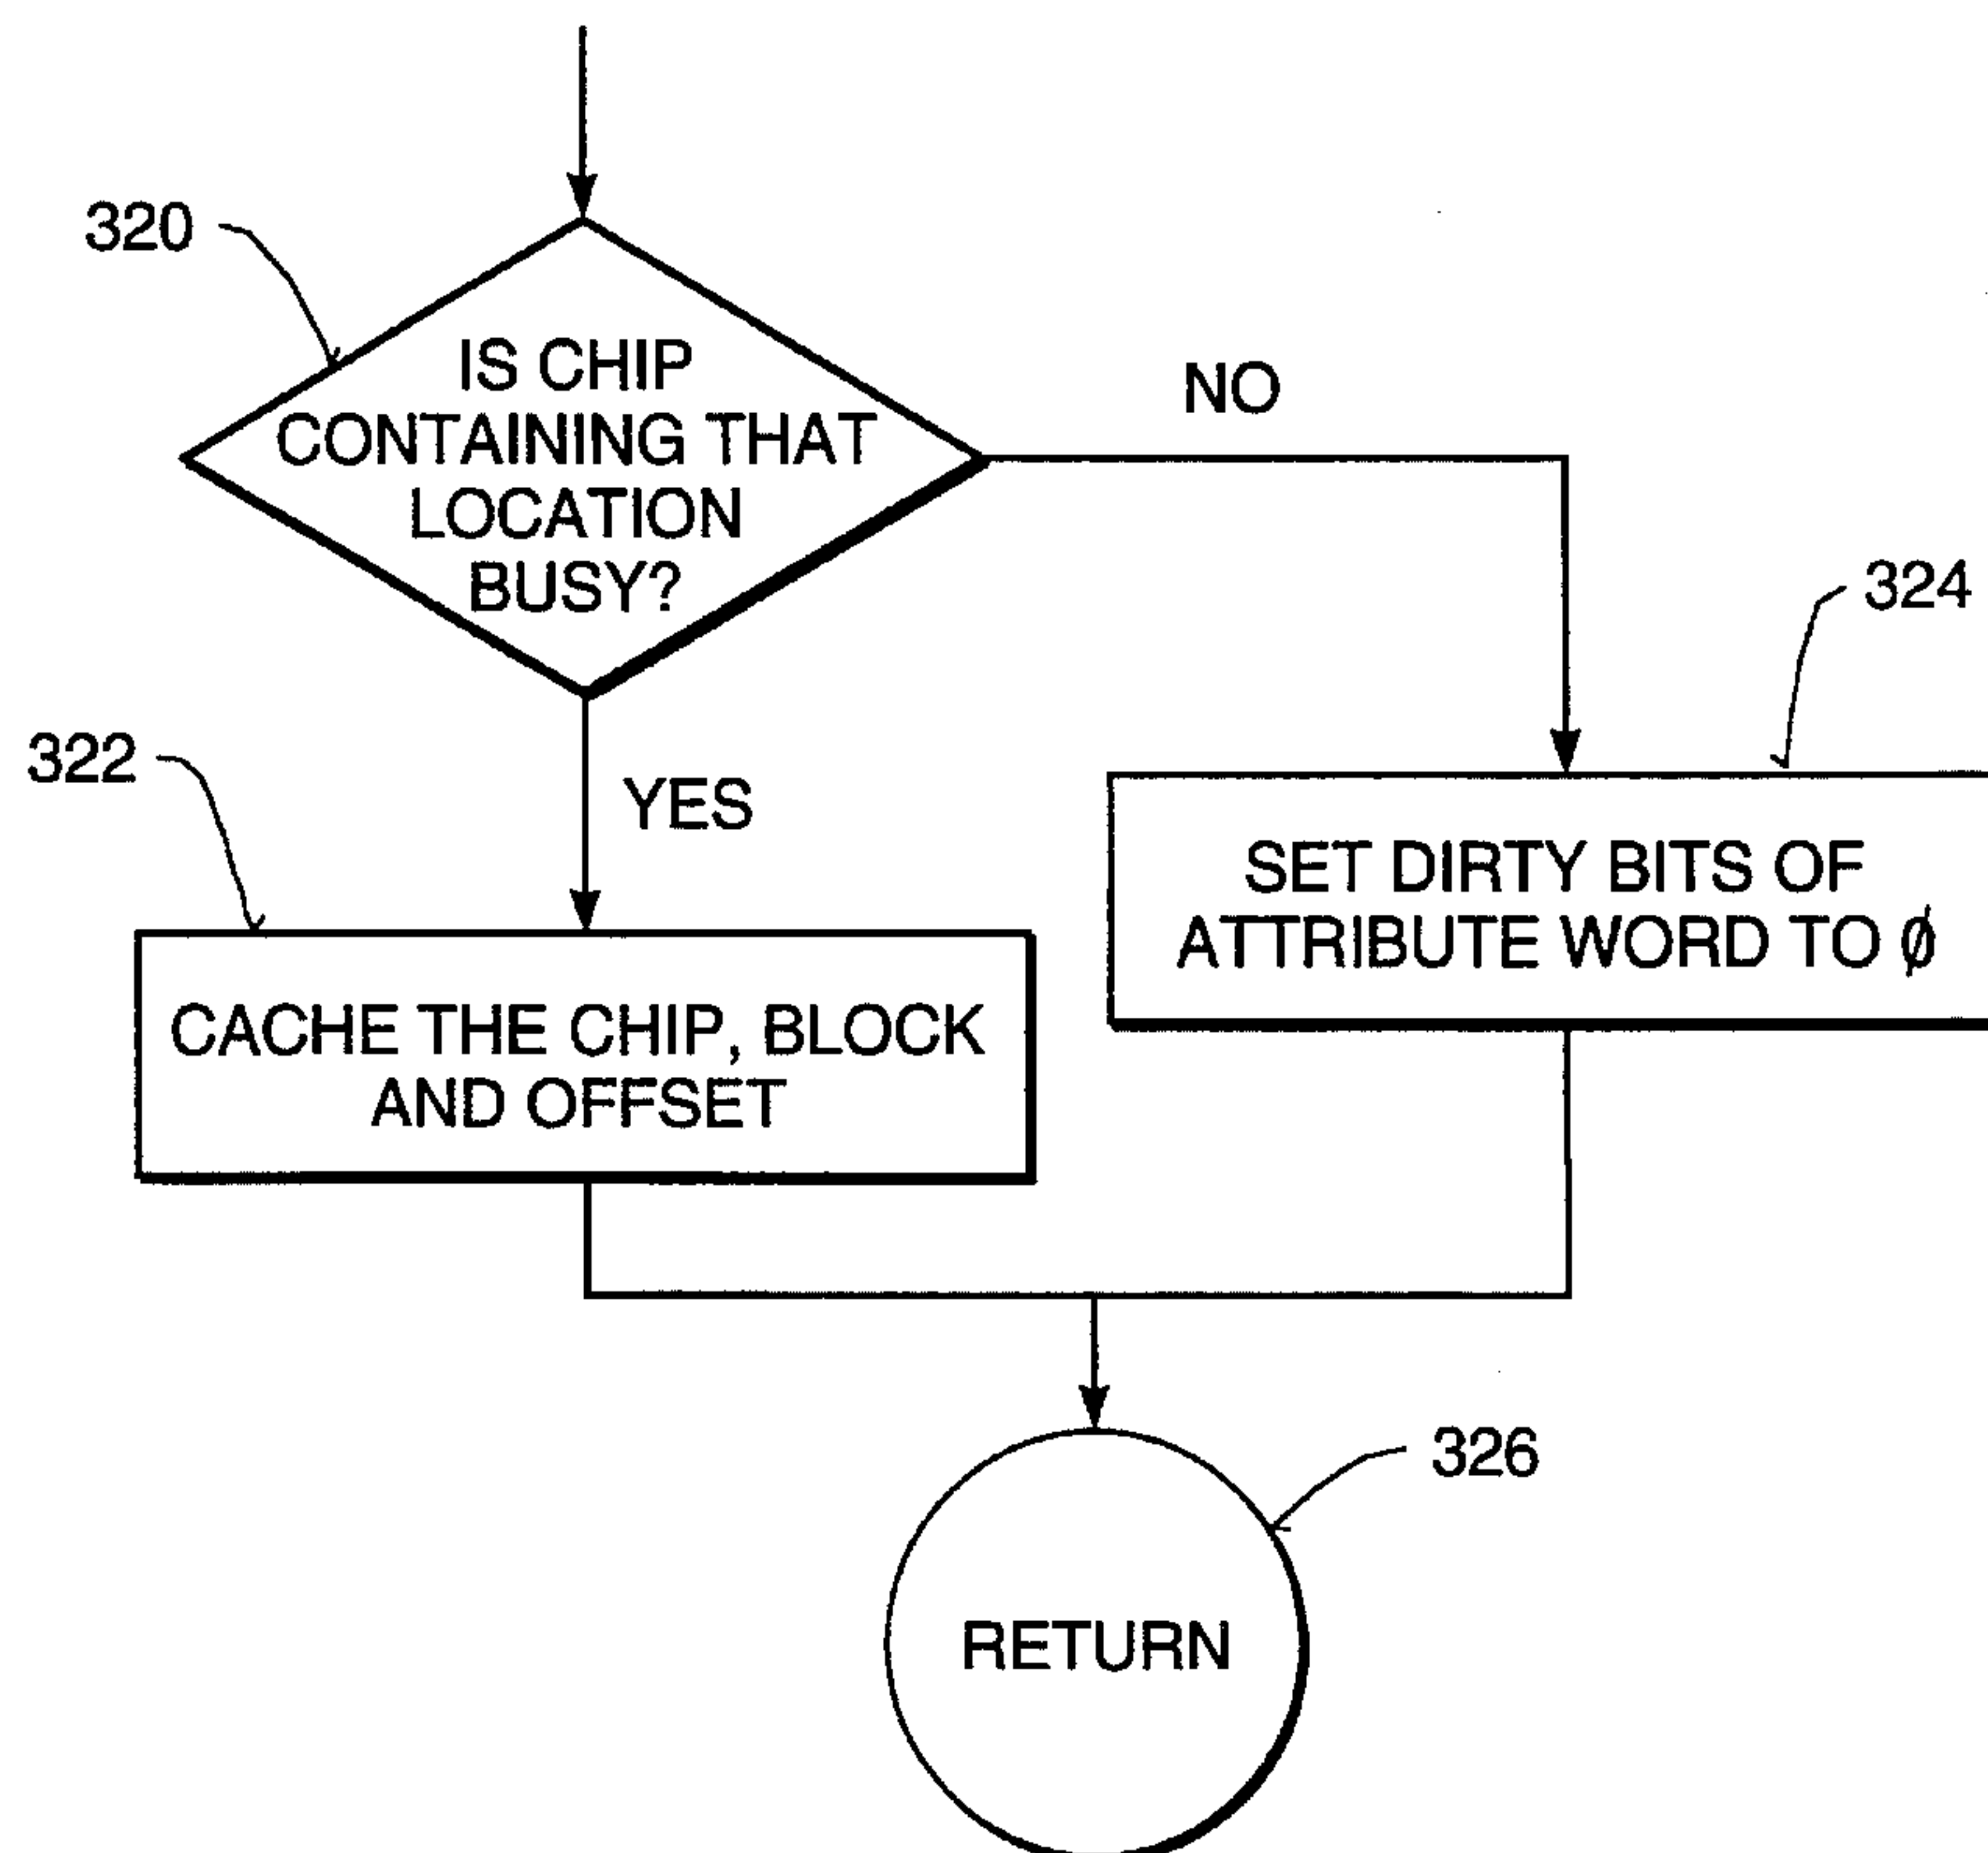 320
IS CHIP
CONTAINING THAT
LOCATION
BUSY?
NO
324
322
YES
SET DIRTY BITS OF
ATTRIBUTE WORD TO Ø
CACHE THE CHIP, BLOCK
AND OFFSET
326
RETURN